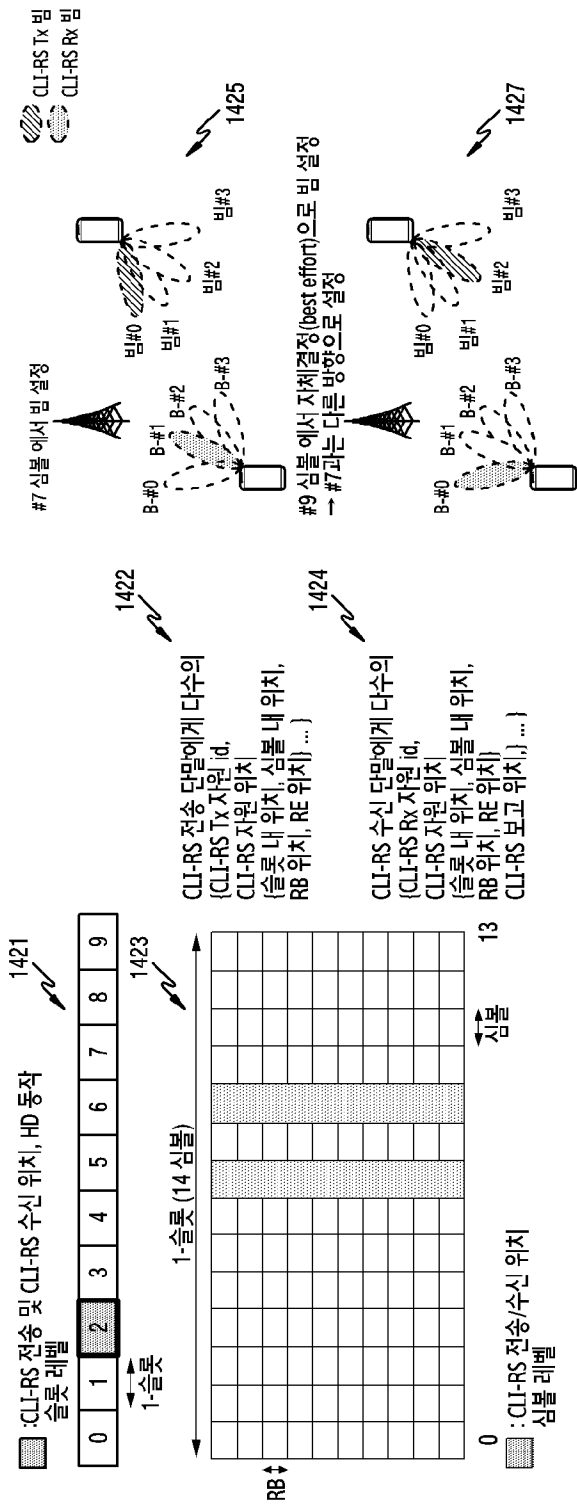 :CLI-RS 전송 및 CLI-RS 수신 위치, HD 동작
슬롯 레벨
1421
0 1 2 3 4 5 6 7 8 9
1-슬롯
1423
1-슬롯 (14 심볼)
RB
0
13
심볼
: CLI-RS 전송/수신 위치
심볼 레벨
1422
CLI-RS 전송 단말에게 다수의
{CLI-RS Tx 자원 id,
CLI-RS 자원 위치
{슬롯 내 위치, 심볼 내 위치,
RB 위치, RE 위치} ... }
1424
CLI-RS 수신 단말에게 다수의
{CLI-RS Rx 자원 id,
CLI-RS 자원 위치
{슬롯 내 위치, 심볼 내 위치,
RB 위치, RE 위치}
CLI-RS 보고 위치,} ... }
CLI-RS Tx 빔
CLI-RS Rx 빔
#7 심볼 에서 빔 설정
1425
B-#0
B-#1
B-#2
B-#3
빔#0
빔#1
빔#2
빔#3
#9 심볼 에서 자체결정(best effort)으로 빔 설정
→ #7과는 다른 방향으로 설정
1427
B-#0
B-#1
B-#2
B-#3
빔#0
빔#1
빔#2
빔#3